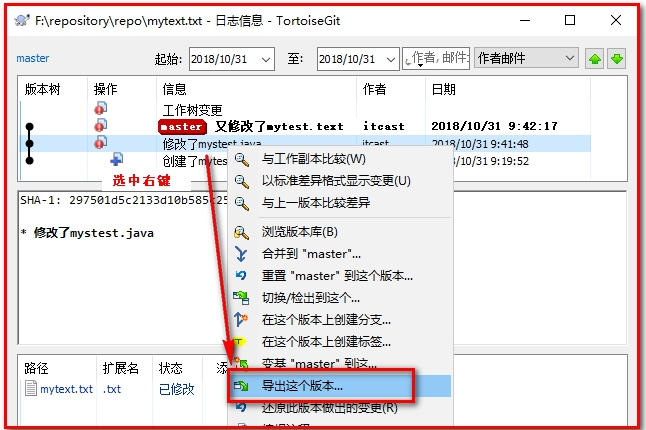 F:\repository\repo\mytext.txt - 日志信息 - TortoiseGit
master 起始: 2018/10/31 至: 2018/10/31 作者, 邮件 作者邮件
版本树 操作 信息 作者 日期
工作树变更
master 又修改了mytest.text itcast 2018/10/31 9:42:17
修改了mystest.java itcast 2018/10/31 9:41:48
创建了myte 2018/10/31 9:19:52
选中右键
与工作副本比较(W)
以标准差异格式显示变更(U)
与上一版本比较差异
SHA-1: 297501d5c2133d10b585c25
* 修改了mystest.java
浏览版本库(B)
合并到 "master"...
重置 "master" 到这个版本...
切换/检出到这个...
在这个版本上创建分支...
在这个版本上创建标签...
变基 "master" 到这...
导出这个版本...
还原此版本做出的变更(R)
路径 扩展名 状态 添
mytext.txt .txt 已修改